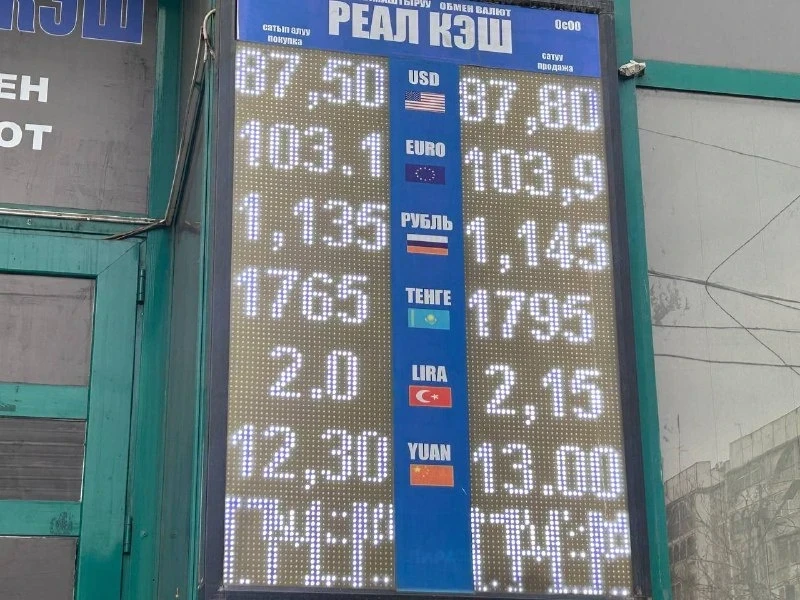 КЭШ
ЕН
ЮТ
ОБМЕН ВАЛЮТ
РЕАЛ КЭШ
0с00
сатып алуу
покупка
сатуу
продажа
87,50 USD 87,80
103.1 EURO 103,9
1,135 РУБЛЬ 1,145
1765 ТЕНГЕ 1795
2.0 LIRA 2,15
12,30 YUAN 13.00